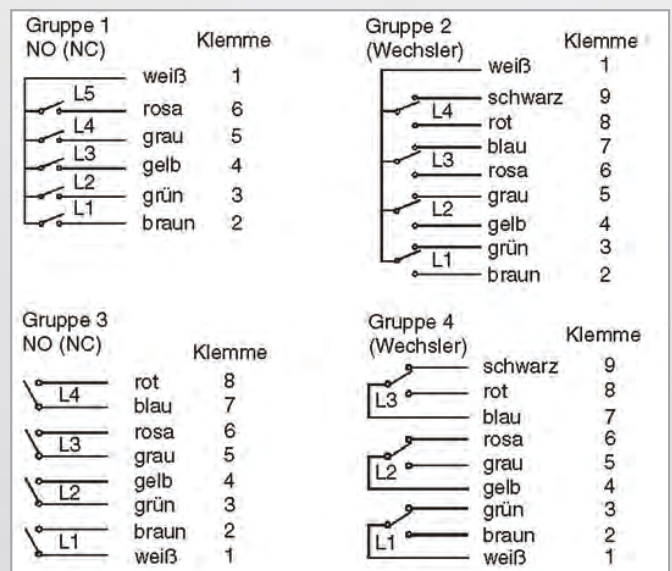 Gruppe 1
NO (NC) Klemme
weiß 1
L5
rosa 6
L4
grau 5
L3
gelb 4
L2
grün 3
L1
braun 2
Gruppe 2
(Wechsler) Klemme
weiß 1
schwarz 9
L4
rot 8
blau 7
L3
rosa 6
grau 5
L2
gelb 4
grün 3
L1
braun 2
Gruppe 3
NO (NC)
Klemme
rot 8
L4
blau 7
rosa 6
L3
grau 5
gelb 4
L2
grün 3
braun 2
L1
weiß 1
Gruppe 4
(Wechsler) Klemme
schwarz 9
L3
rot 8
blau 7
rosa 6
L2
grau 5
gelb 4
grün 3
L1
braun 2
weiß 1